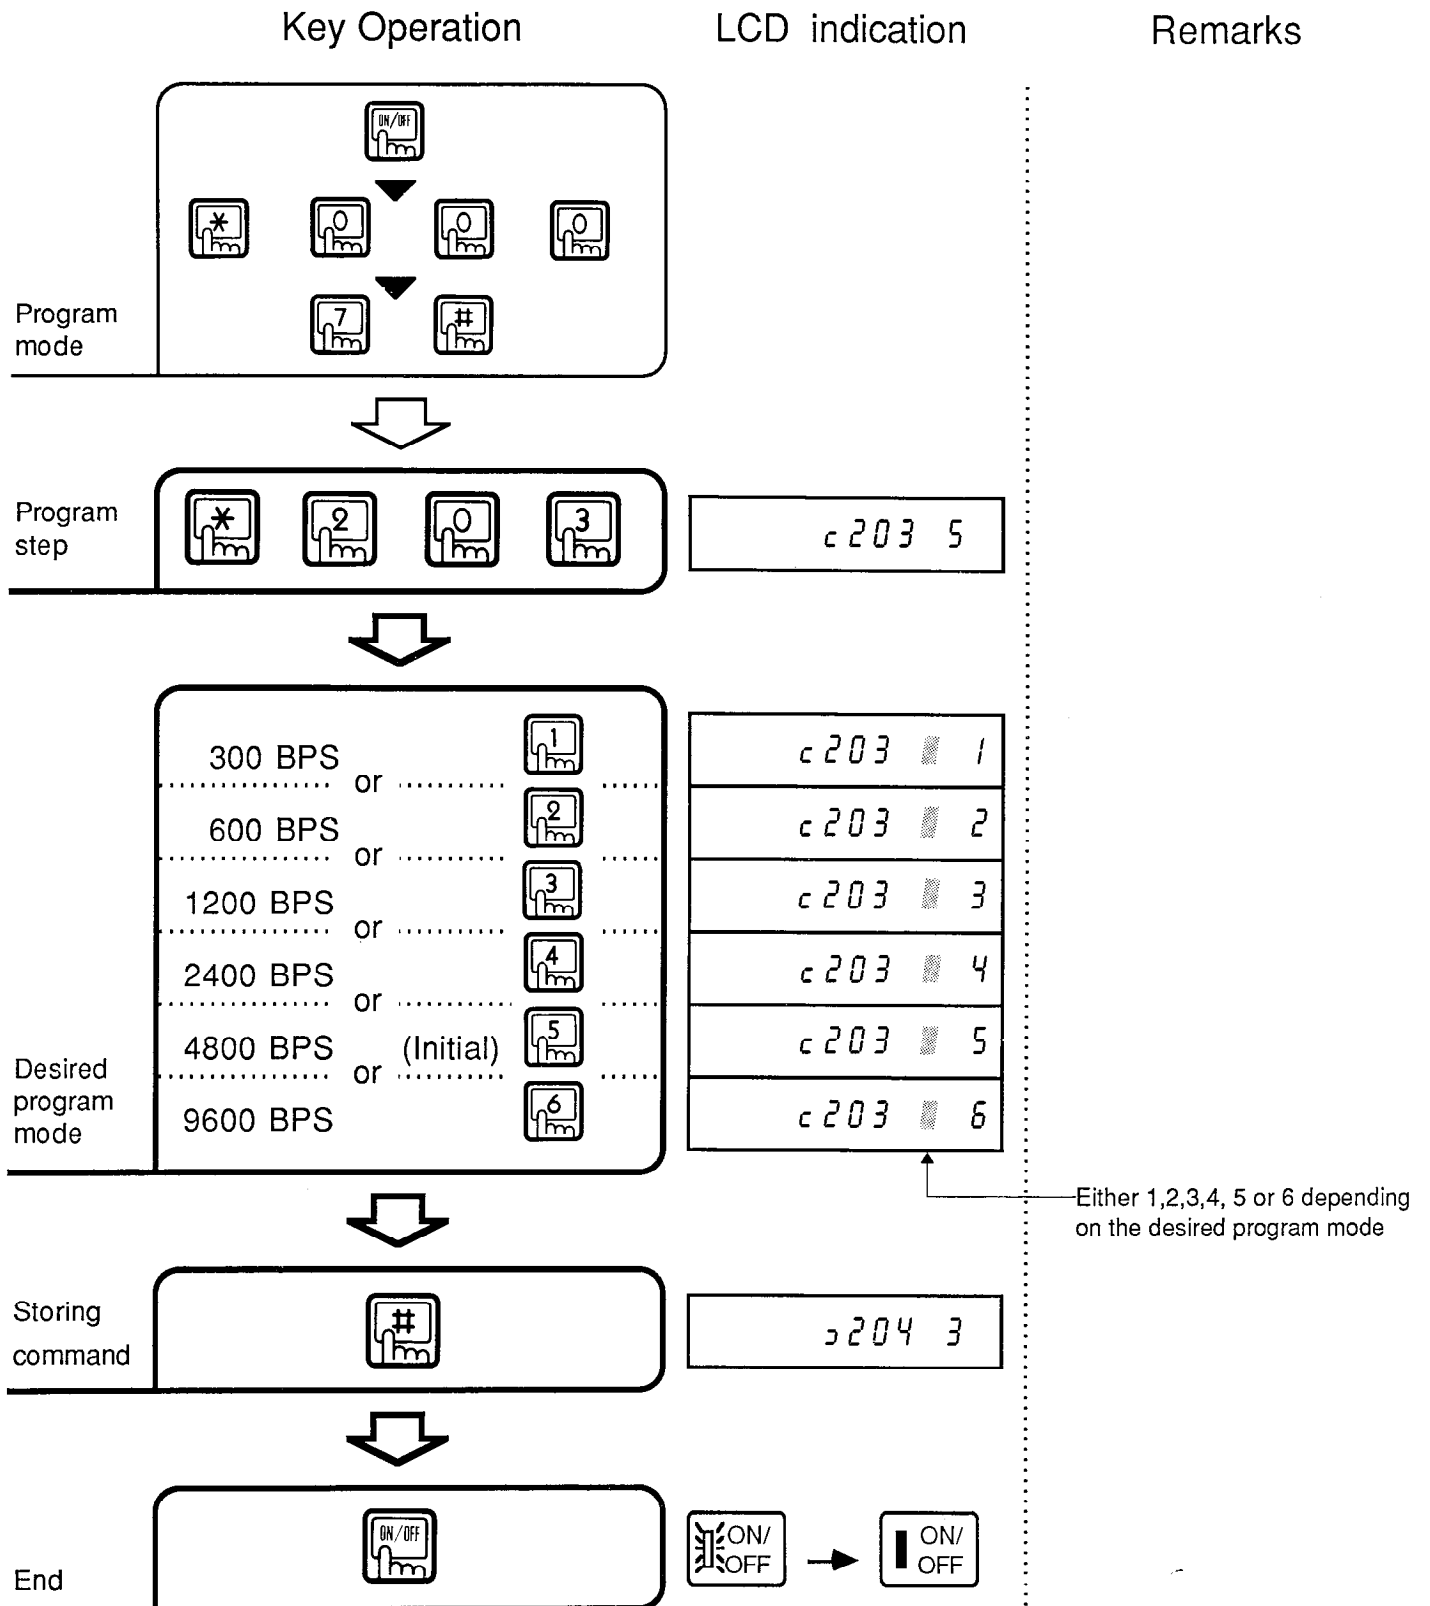 Key Operation LCD indication Remarks
ON/OFF
* 0 0 0
7 #
Program
mode
Program
step
* 2 0 3
c203 5
300 BPS 1 c203 1
or
600 BPS 2 c203 2
or
1200 BPS 3 c203 3
or
2400 BPS 4 c203 4
or
4800 BPS (Initial) 5 c203 5
or
9600 BPS 6 c203 6
Desired
program
mode
Either 1,2,3,4, 5 or 6 depending
on the desired program mode
Storing
command
#
ɔ204 3
End
ON/OFF
ON/
OFF
ON/
OFF